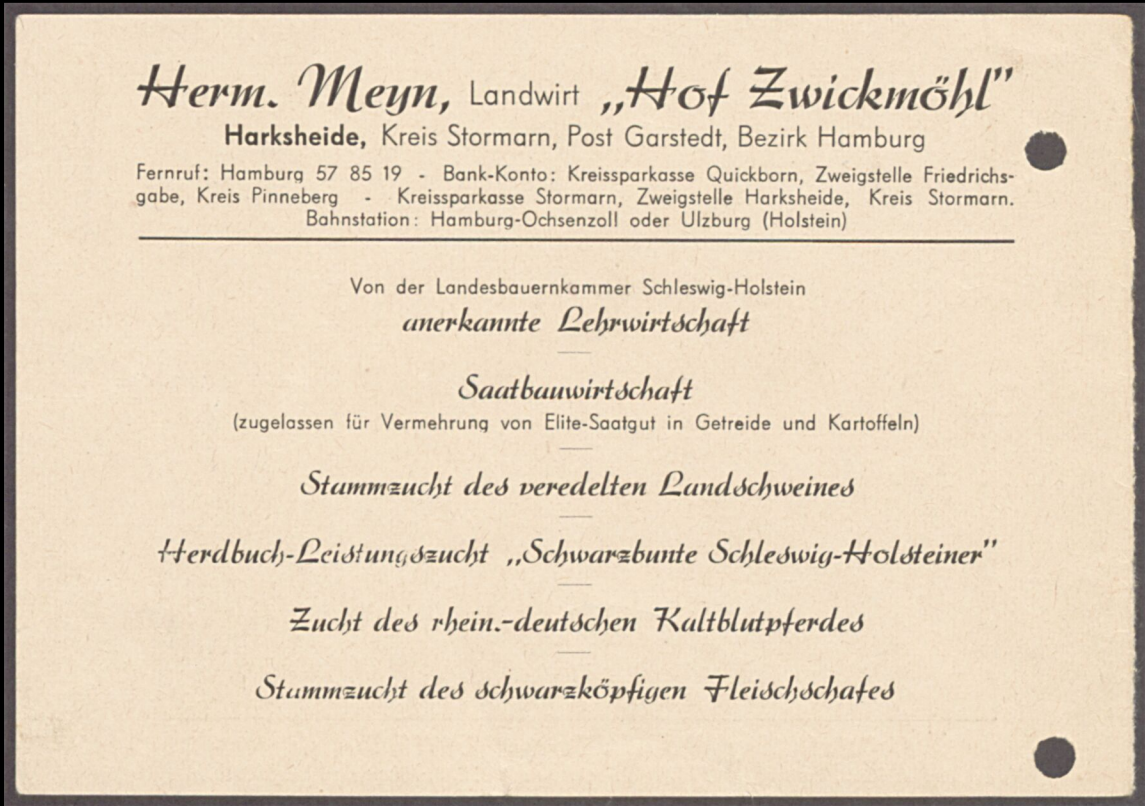 Herm. Meyn, Landwirt „Hof Zwickmöhl"
Harksheide, Kreis Stormarn, Post Garstedt, Bezirk Hamburg
Fernruf: Hamburg 57 85 19 - Bank-Konto: Kreissparkasse Quickborn, Zweigstelle Friedrichs-
gabe, Kreis Pinneberg - Kreissparkasse Stormarn, Zweigstelle Harksheide, Kreis Stormarn.
Bahnstation: Hamburg-Ochsenzoll oder Ulzburg (Holstein)
Von der Landesbauernkammer Schleswig-Holstein
anerkannte Lehrwirtschaft
Saatbauwirtschaft
(zugelassen für Vermehrung von Elite-Saatgut in Getreide und Kartoffeln)
Stammzucht des veredelten Landschweines
Herdbuch-Leistungszucht „Schwarzbunte Schleswig-Holsteiner"
Zucht des rhein.-deutschen Kaltblutpferdes
Stammzucht des schwarzköpfigen Fleischschafes